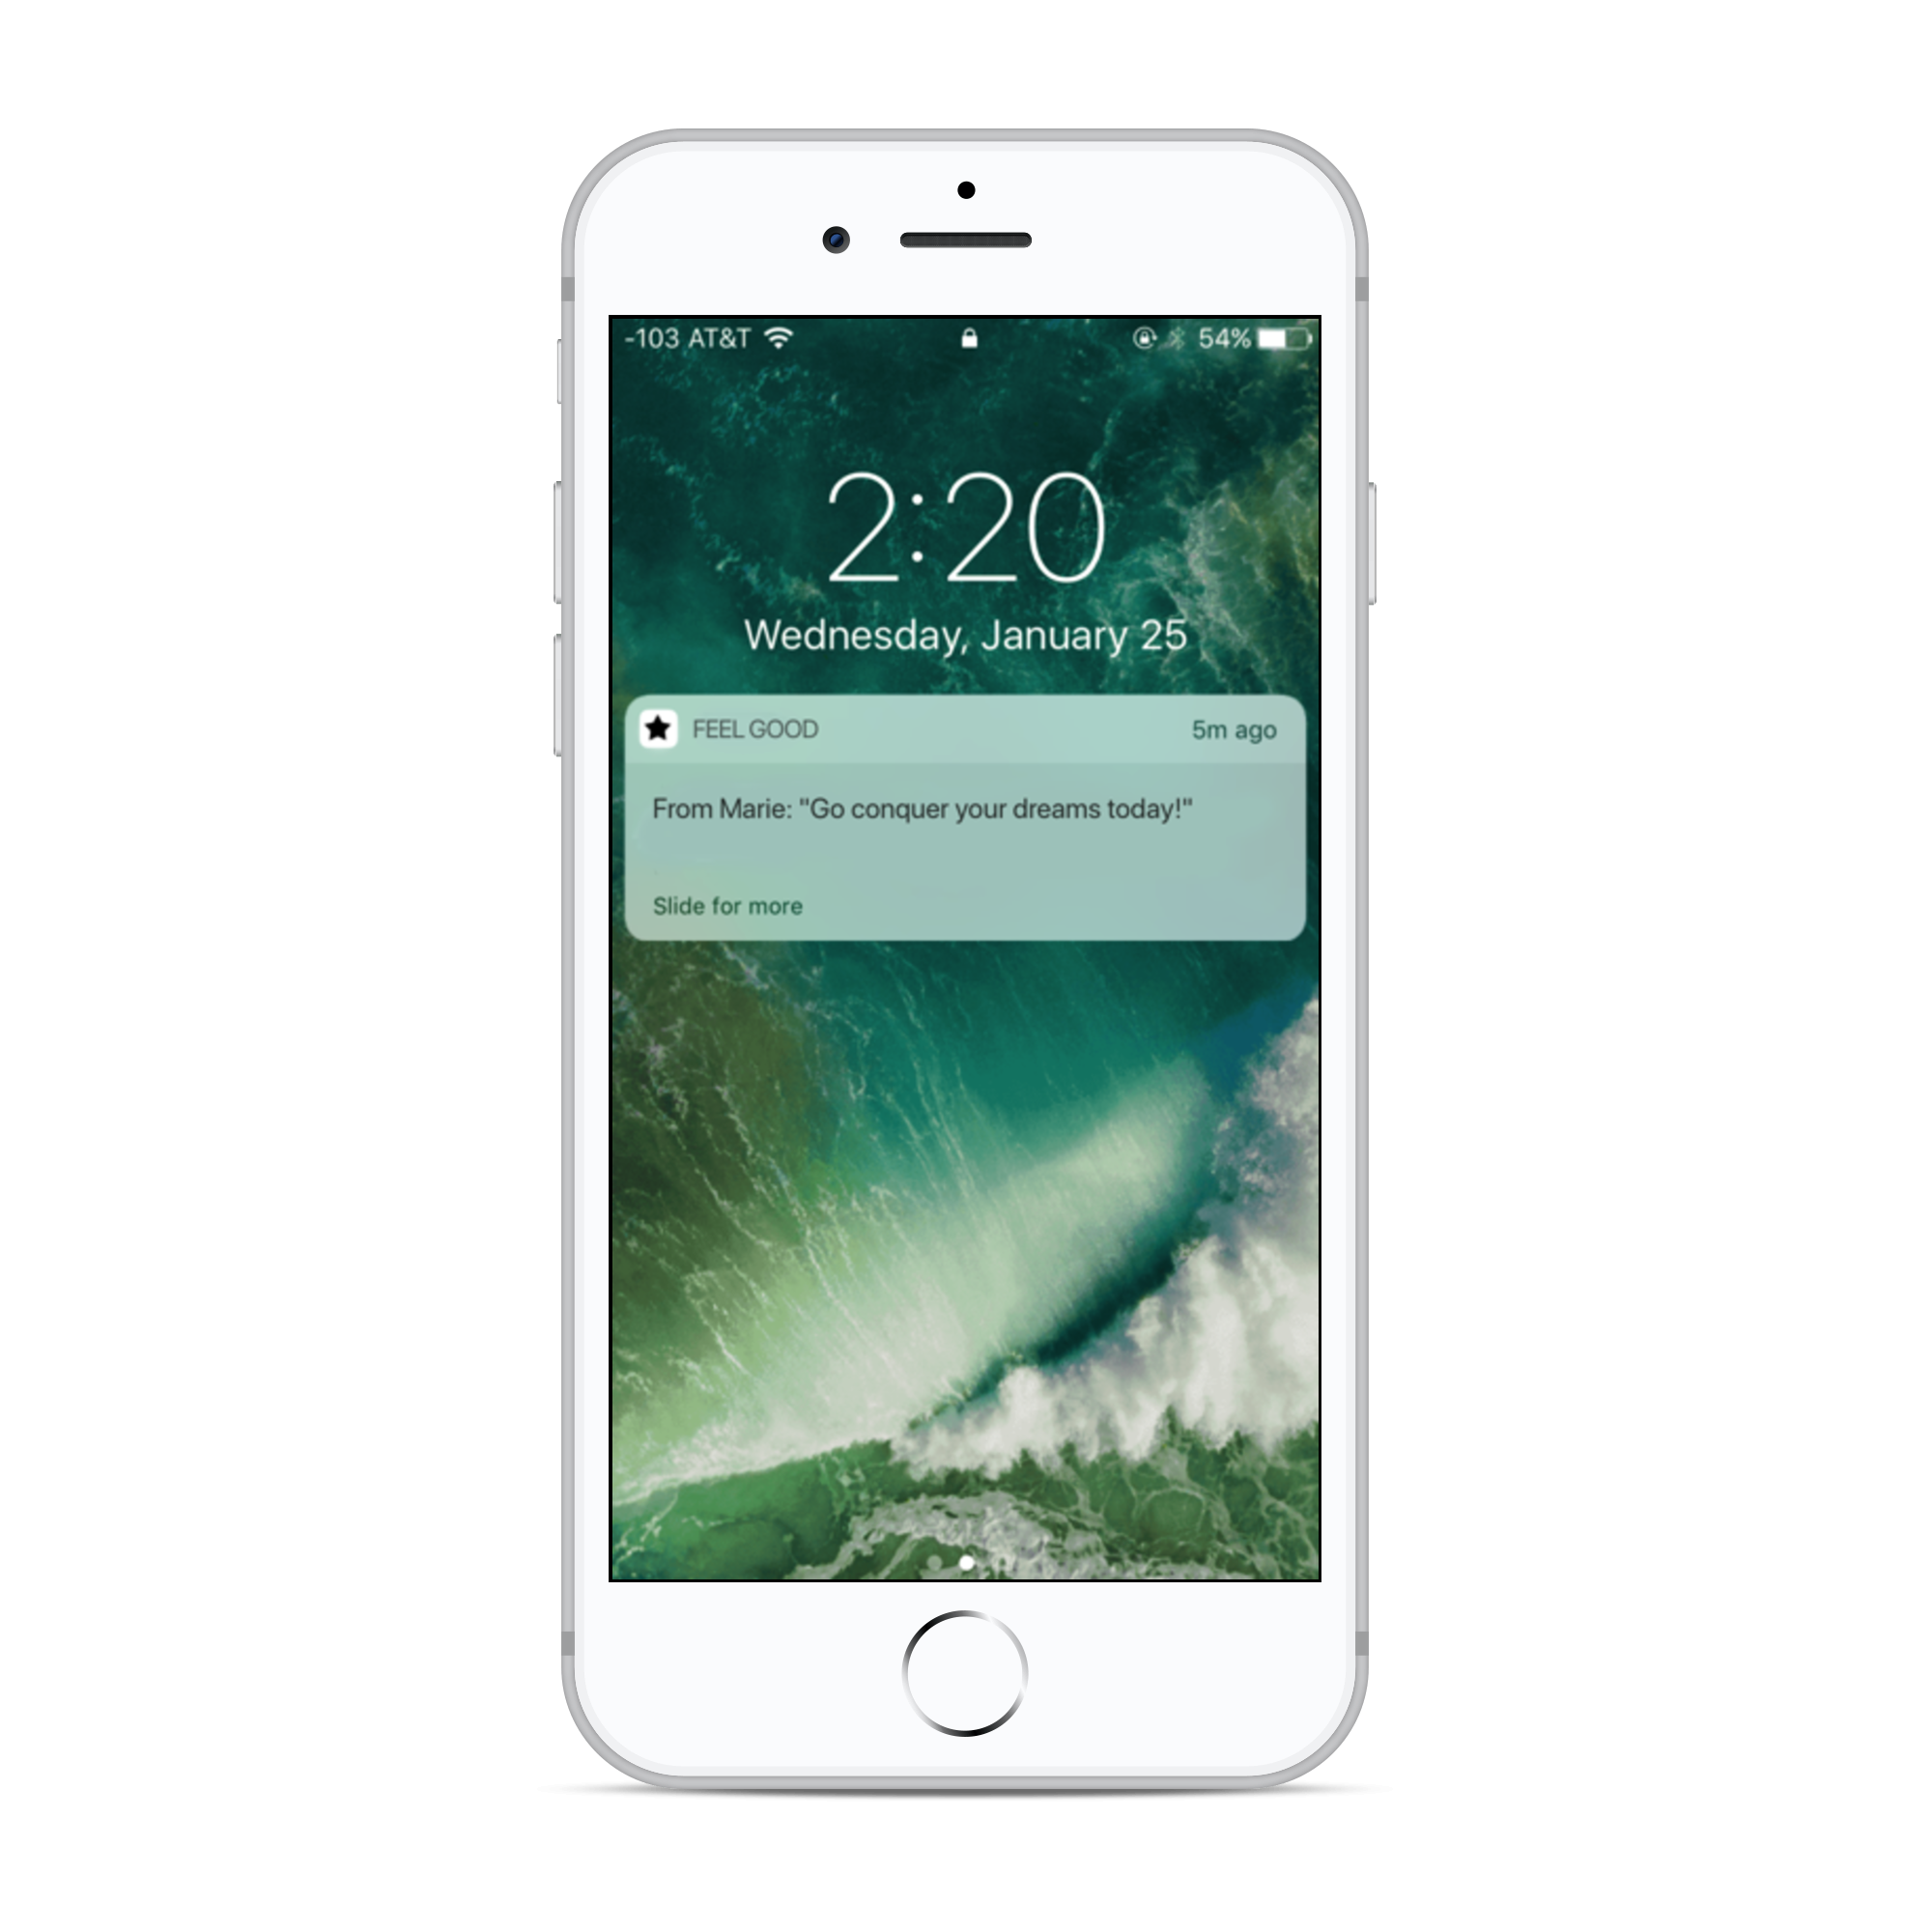 -103 AT&T 54%
2:20
Wednesday, January 25
FEEL GOOD 5m ago
From Marie: "Go conquer your dreams today!"
Slide for more